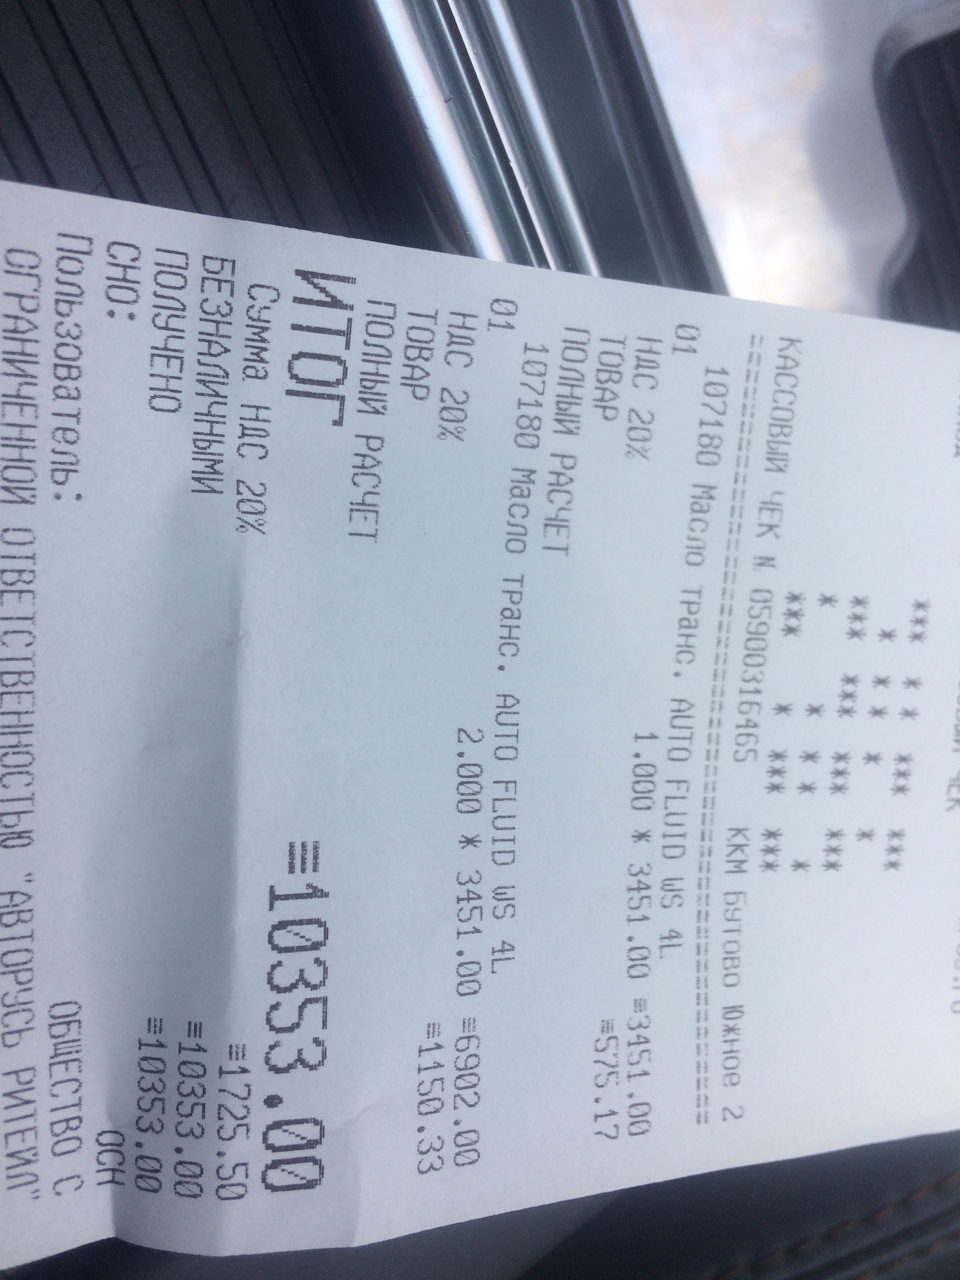 *** * * *** ***
* * * * *
*** *** *** ***
* * * * *
*** * *** ***
КАССОВЫЙ ЧЕК N 0590031646S ККМ Бутово Южное 2
================================================
107180 Масло транс. AUTO FLUID WS 4L
01 1.000 * 3451.00 =3451.00
НДС 20% =575.17
ТОВАР
ПОЛНЫЙ РАСЧЕТ
107180 Масло транс. AUTO FLUID WS 4L
01 2.000 * 3451.00 =6902.00
НДС 20% =1150.33
ТОВАР
ПОЛНЫЙ РАСЧЕТ
ИТОГ =10353.00
Сумма НДС 20% =1725.50
БЕЗНАЛИЧНЫМИ =10353.00
ПОЛУЧЕНО =10353.00
СНО: ОСН
Пользователь: ОБЩЕСТВО С
ОГРАНИЧЕННОЙ ОТВЕТСТВЕННОСТЬЮ "АВТОРУСЬ РИТЕЙЛ"